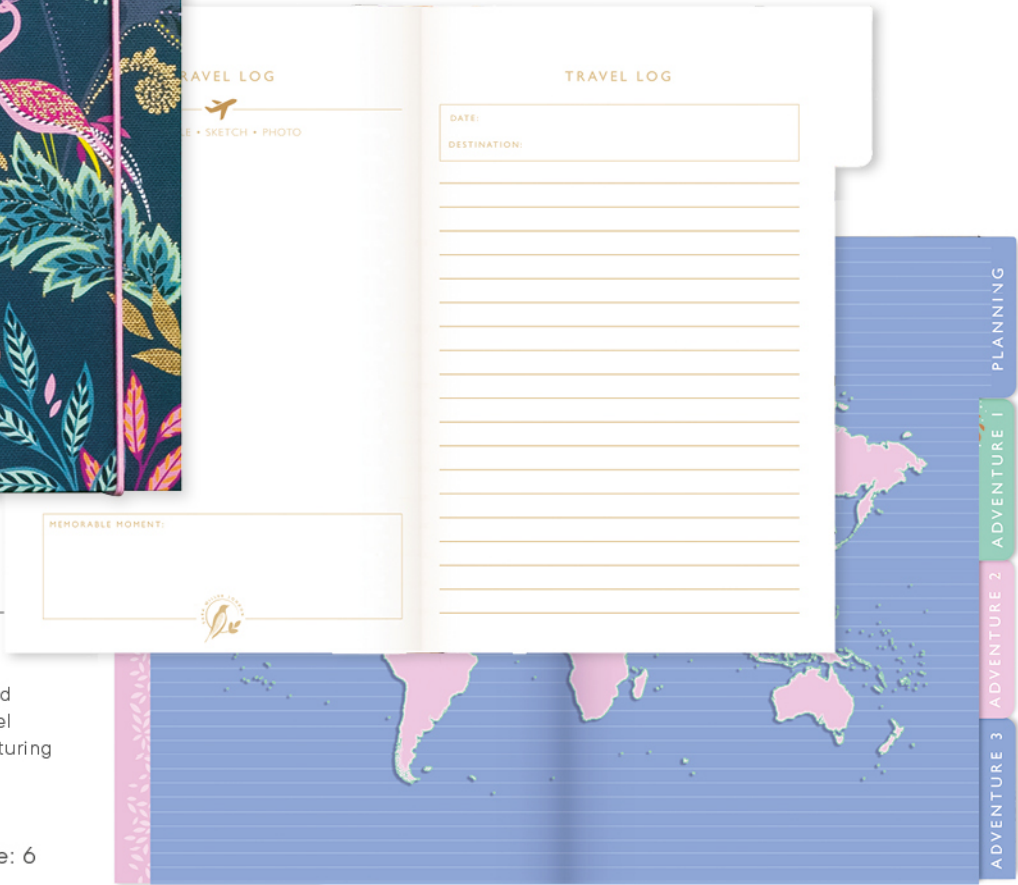 RAVEL LOG
LE • SKETCH • PHOTO
MEMORABLE MOMENT:
TRAVEL LOG
DATE:
DESTINATION:
PLANNING
ADVENTURE 1
ADVENTURE 2
ADVENTURE 3
d
el
turing
e: 6